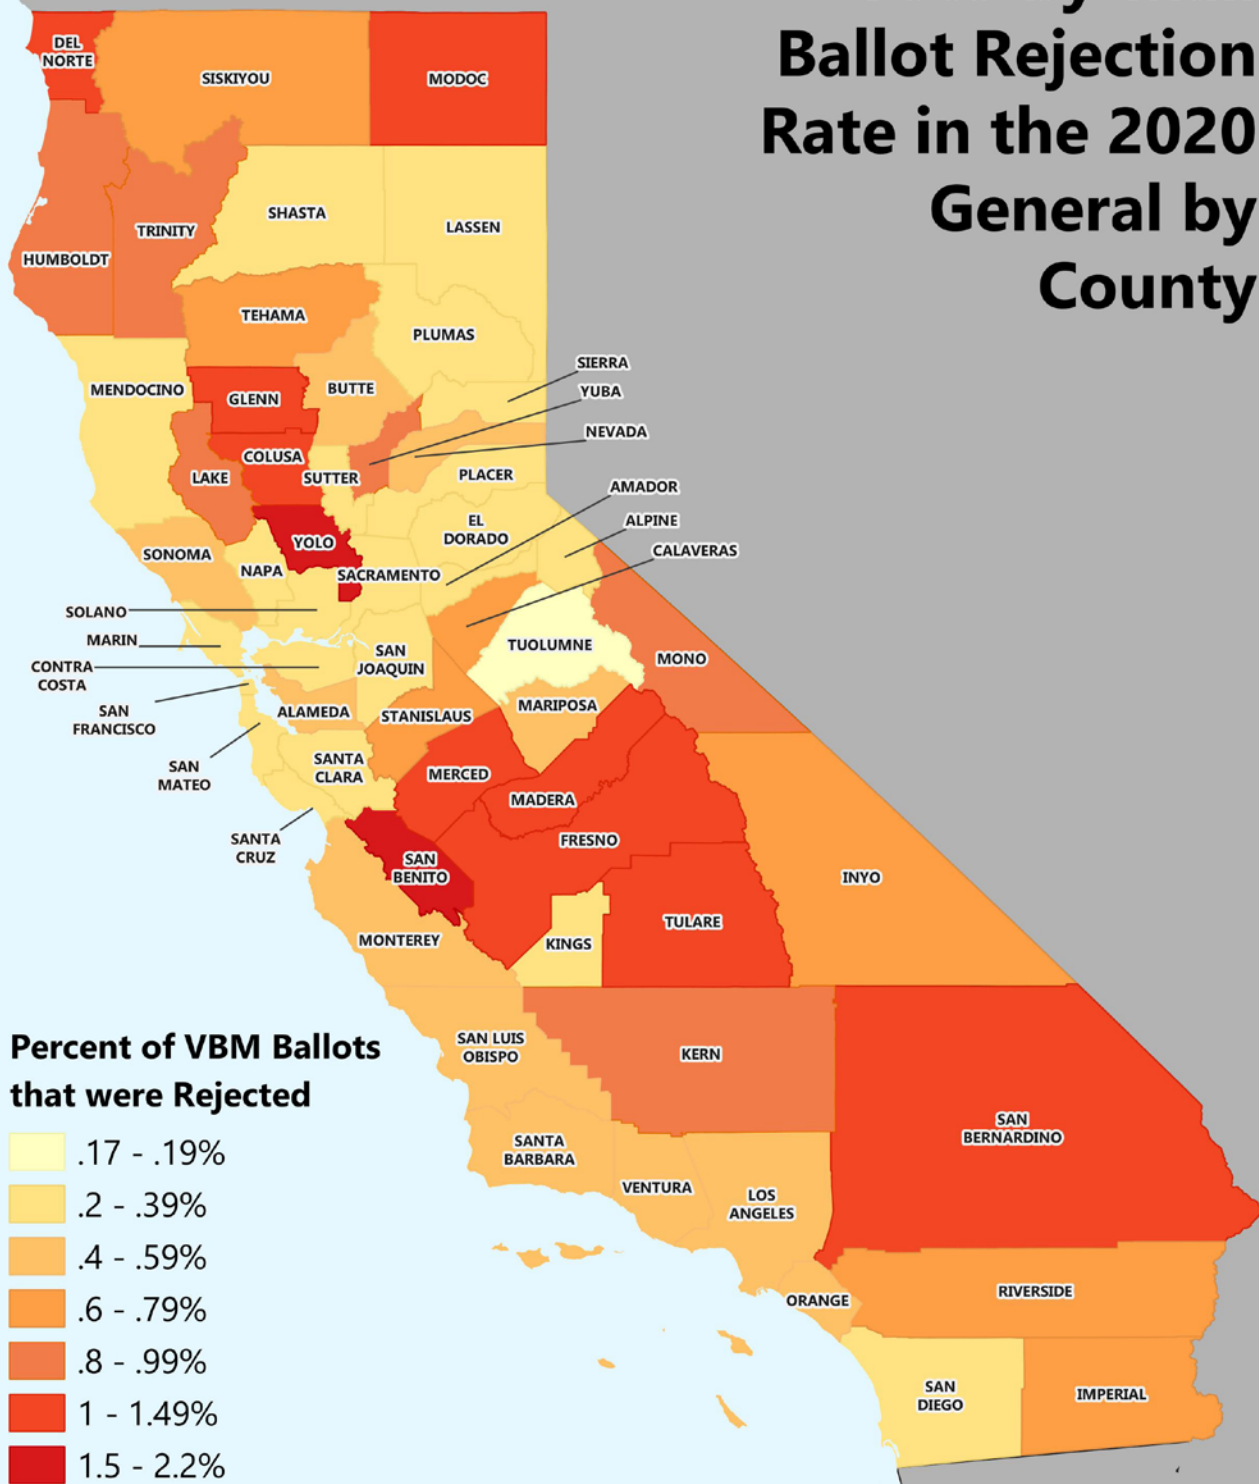 Ballot Rejection
Rate in the 2020
General by
County
DEL
NORTE
SISKIYOU
MODOC
SHASTA
LASSEN
TRINITY
HUMBOLDT
TEHAMA
PLUMAS
SIERRA
MENDOCINO
BUTTE
YUBA
GLENN
NEVADA
COLUSA
LAKE
SUTTER
PLACER
AMADOR
EL
DORADO
ALPINE
YOLO
SONOMA
CALAVERAS
NAPA
SACRAMENTO
SOLANO
MARIN
SAN
JOAQUIN
TUOLUMNE
MONO
CONTRA
COSTA
SAN
FRANCISCO
ALAMEDA
STANISLAUS
MARIPOSA
SAN
MATEO
SANTA
CLARA
MERCED
MADERA
SANTA
CRUZ
FRESNO
SAN
BENITO
INYO
TULARE
MONTEREY
KINGS
SAN LUIS
OBISPO
KERN
SAN
BERNARDINO
SANTA
BARBARA
VENTURA
LOS
ANGELES
ORANGE
RIVERSIDE
SAN
DIEGO
IMPERIAL
Percent of VBM Ballots
that were Rejected
.17 - .19%
.2 - .39%
.4 - .59%
.6 - .79%
.8 - .99%
1 - 1.49%
1.5 - 2.2%